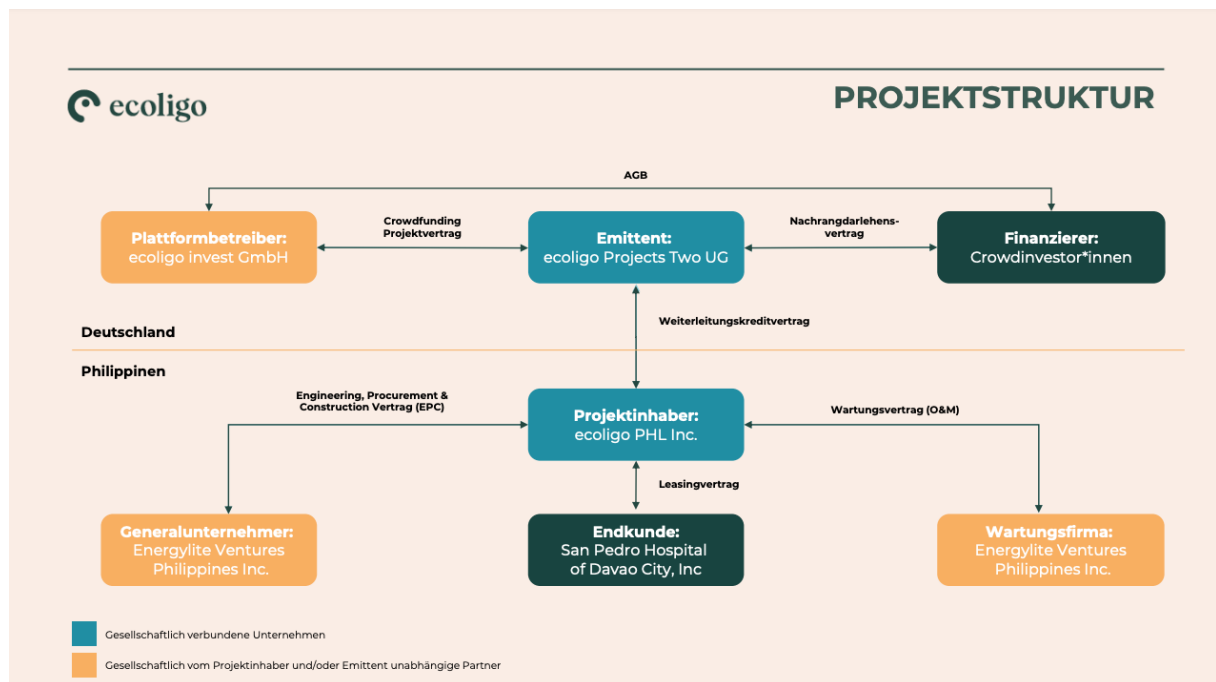 ecoligo
PROJEKTSTRUKTUR
AGB
Plattformbetreiber:
ecoligo invest GmbH
Crowdfunding
Projektvertrag
Emittent:
ecoligo Projects Two UG
Nachrangdarlehens-
vertrag
Finanzierer:
Crowdinvestor*innen
Weiterleitungskreditvertrag
Deutschland
Philippinen
Engineering, Procurement &
Construction Vertrag (EPC)
Projektinhaber:
ecoligo PHL Inc.
Wartungsvertrag (O&M)
Leasingvertrag
Generalunternehmer:
Energylite Ventures
Philippines Inc.
Endkunde:
San Pedro Hospital
of Davao City, Inc
Wartungsfirma:
Energylite Ventures
Philippines Inc.
Gesellschaftlich verbundene Unternehmen
Gesellschaftlich vom Projektinhaber und/oder Emittent unabhängige Partner